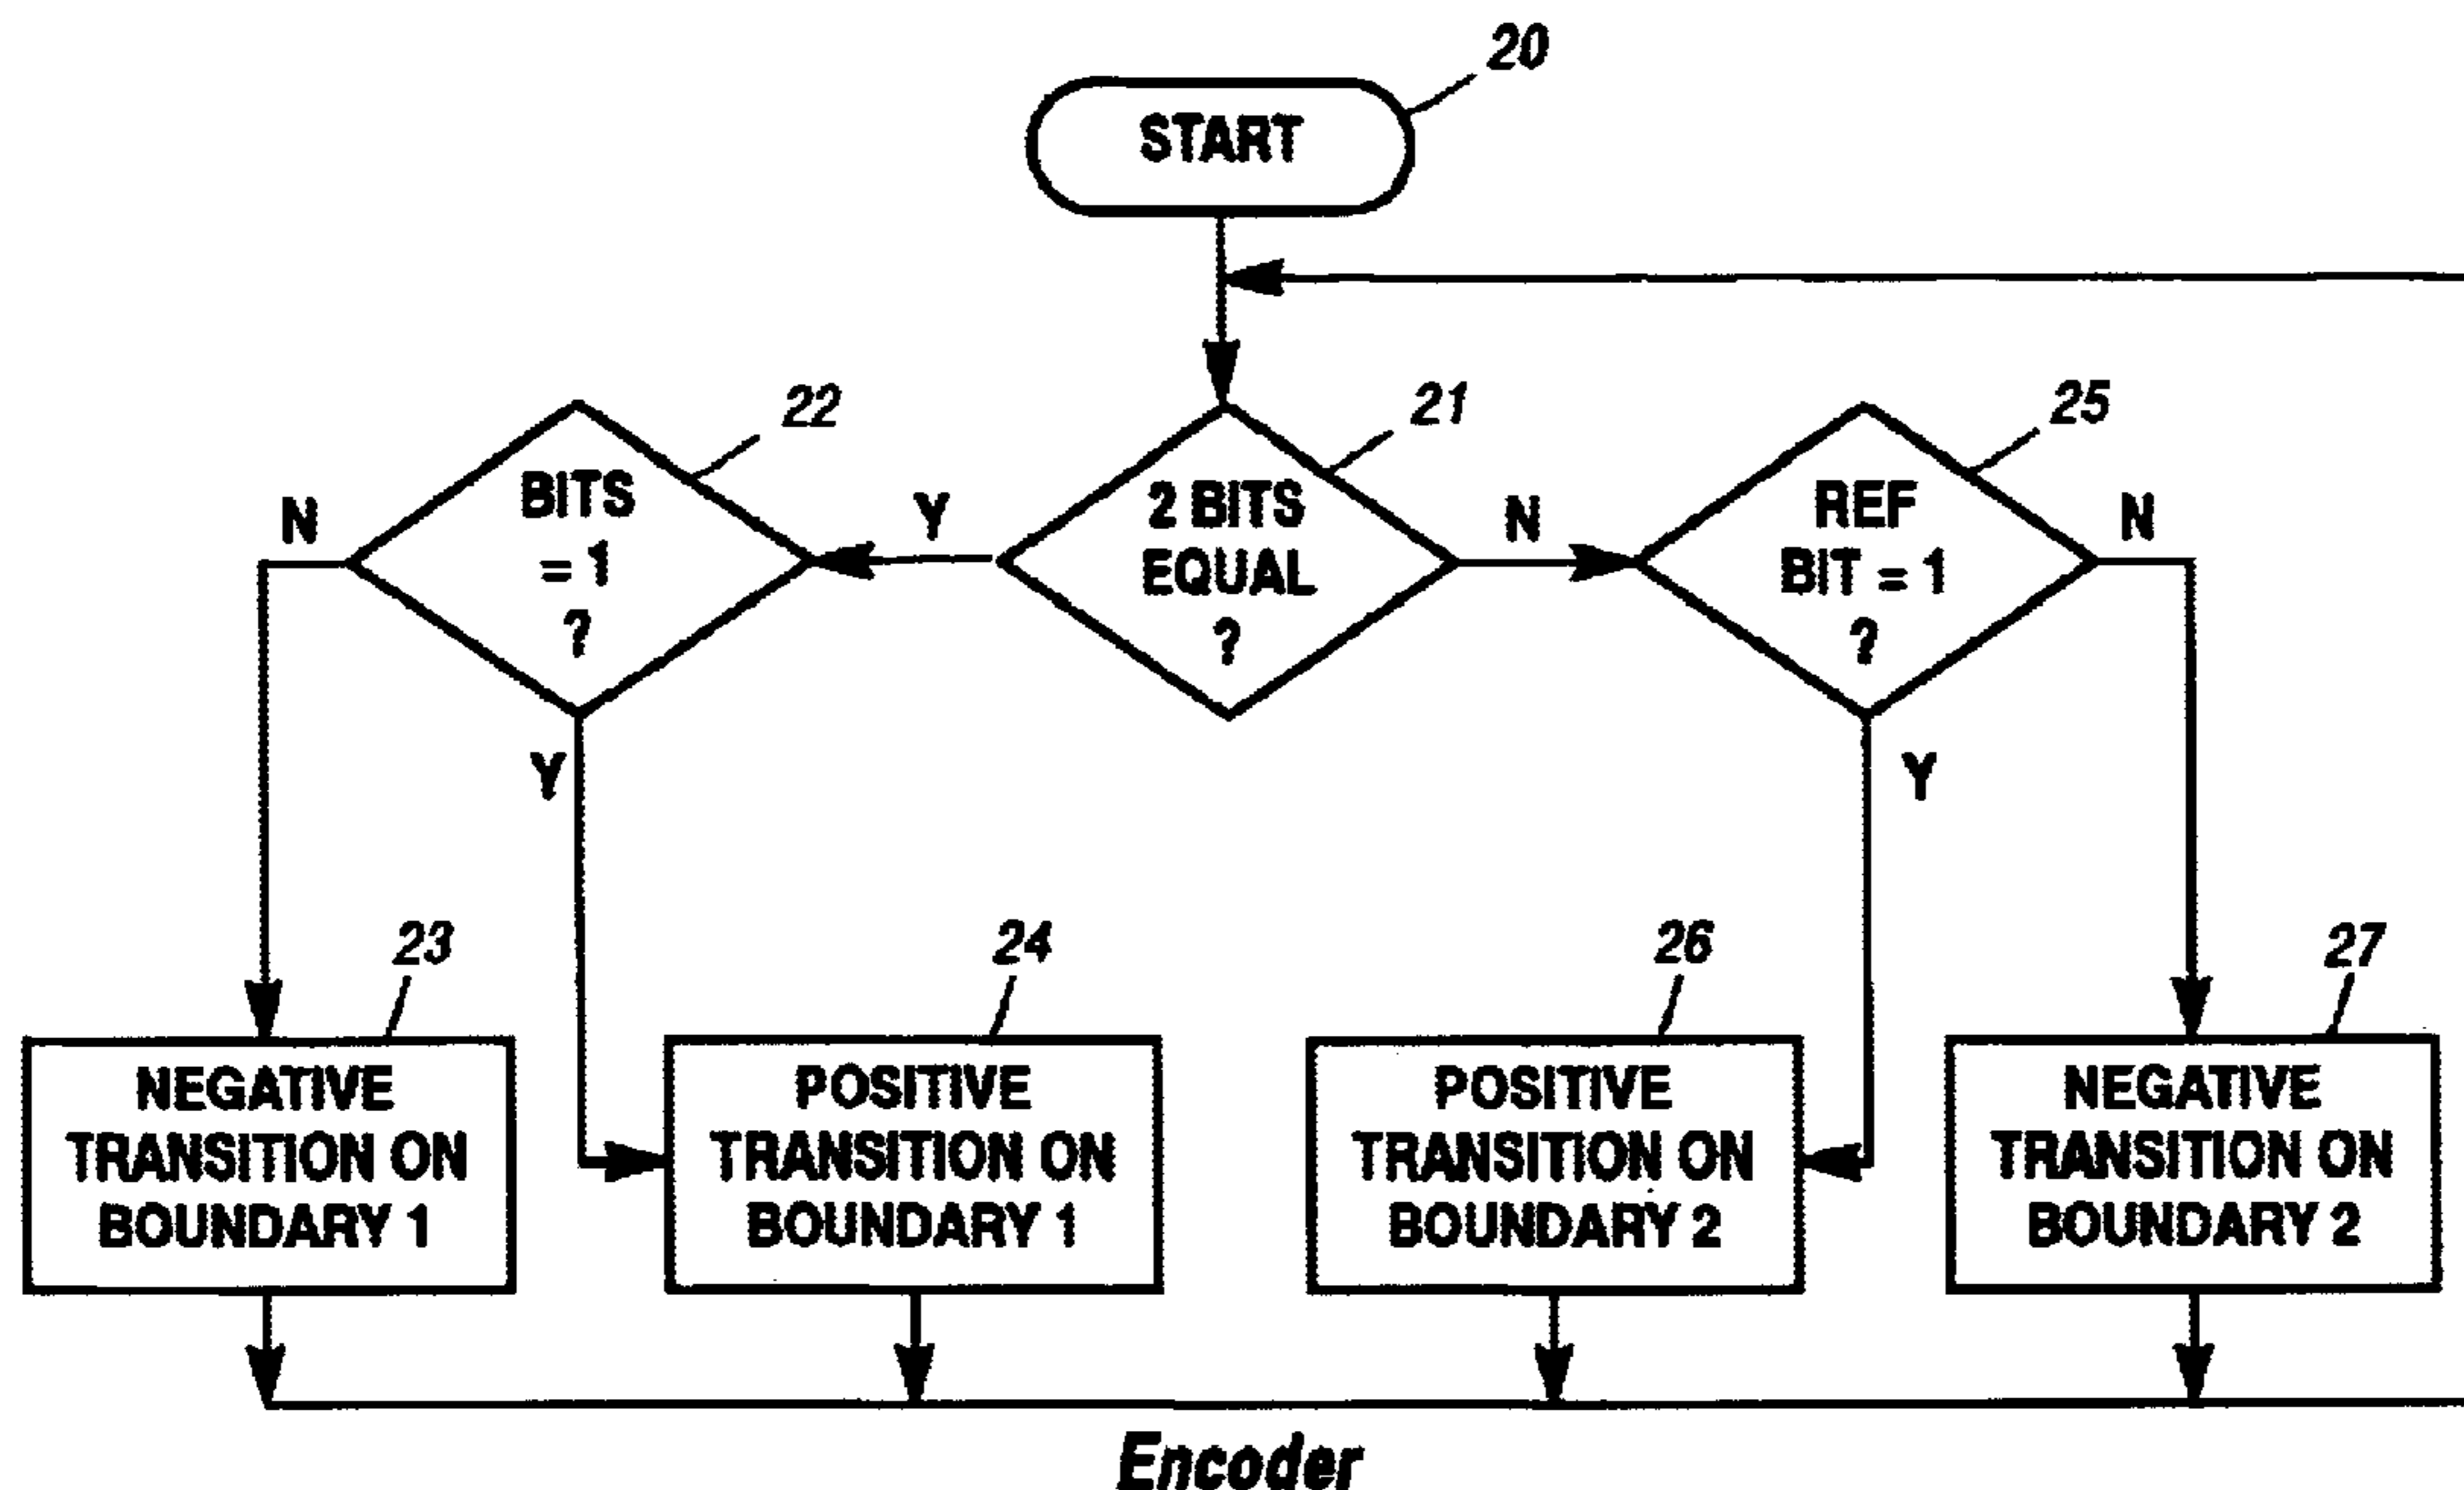 20
START
22
21
25
BITS
= 1
?
N
Y
2 BITS
EQUAL
?
N
REF
BIT = 1
?
N
Y
Y
23
24
26
27
NEGATIVE
TRANSITION ON
BOUNDARY 1
POSITIVE
TRANSITION ON
BOUNDARY 1
POSITIVE
TRANSITION ON
BOUNDARY 2
NEGATIVE
TRANSITION ON
BOUNDARY 2
Encoder